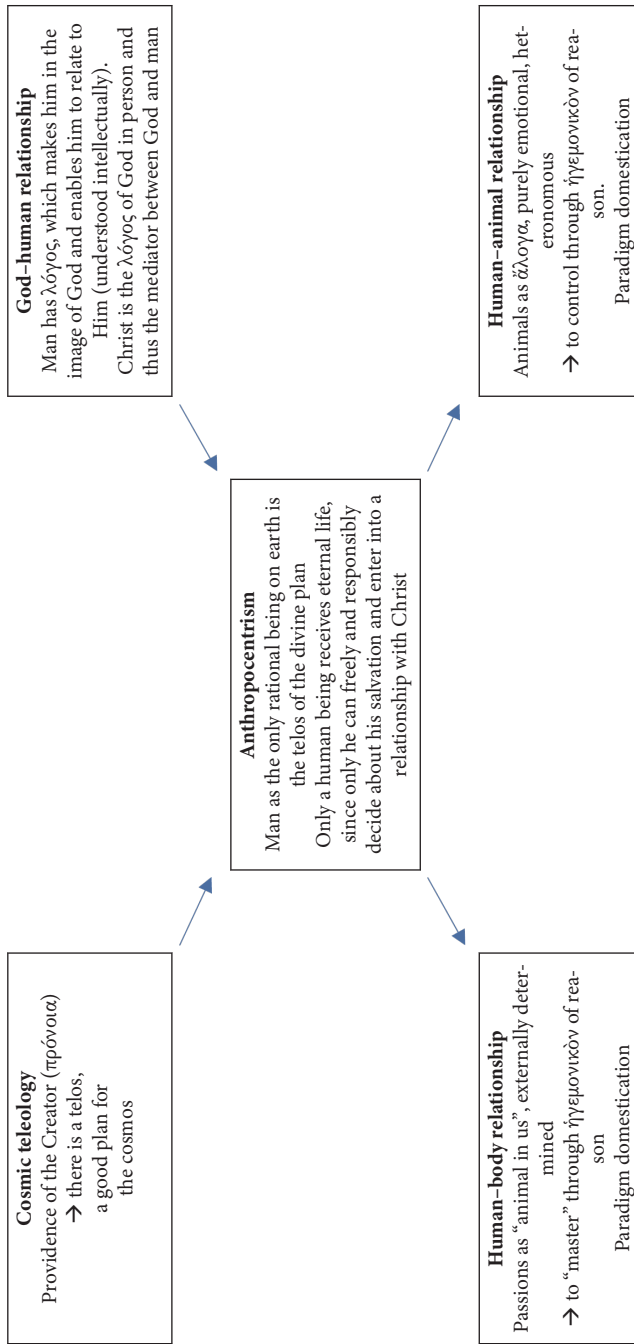 Cosmic teleology
Providence of the Creator (πρόνοια)
→ there is a telos,
a good plan for
the cosmos
God–human relationship
Man has λόγος, which makes him in the
image of God and enables him to relate to
Him (understood intellectually).
Christ is the λόγος of God in person and
thus the mediator between God and man
Anthropocentrism
Man as the only rational being on earth is
the telos of the divine plan
Only a human being receives eternal life,
since only he can freely and responsibly
decide about his salvation and enter into a
relationship with Christ
Human–body relationship
Passions as “animal in us”, externally deter-
mined
→ to “master” through ἡγεμονικὸν of rea-
son
Paradigm domestication
Human–animal relationship
Animals as ἄλογα, purely emotional, het-
eronomous
→ to control through ἡγεμονικὸν of rea-
son.
Paradigm domestication